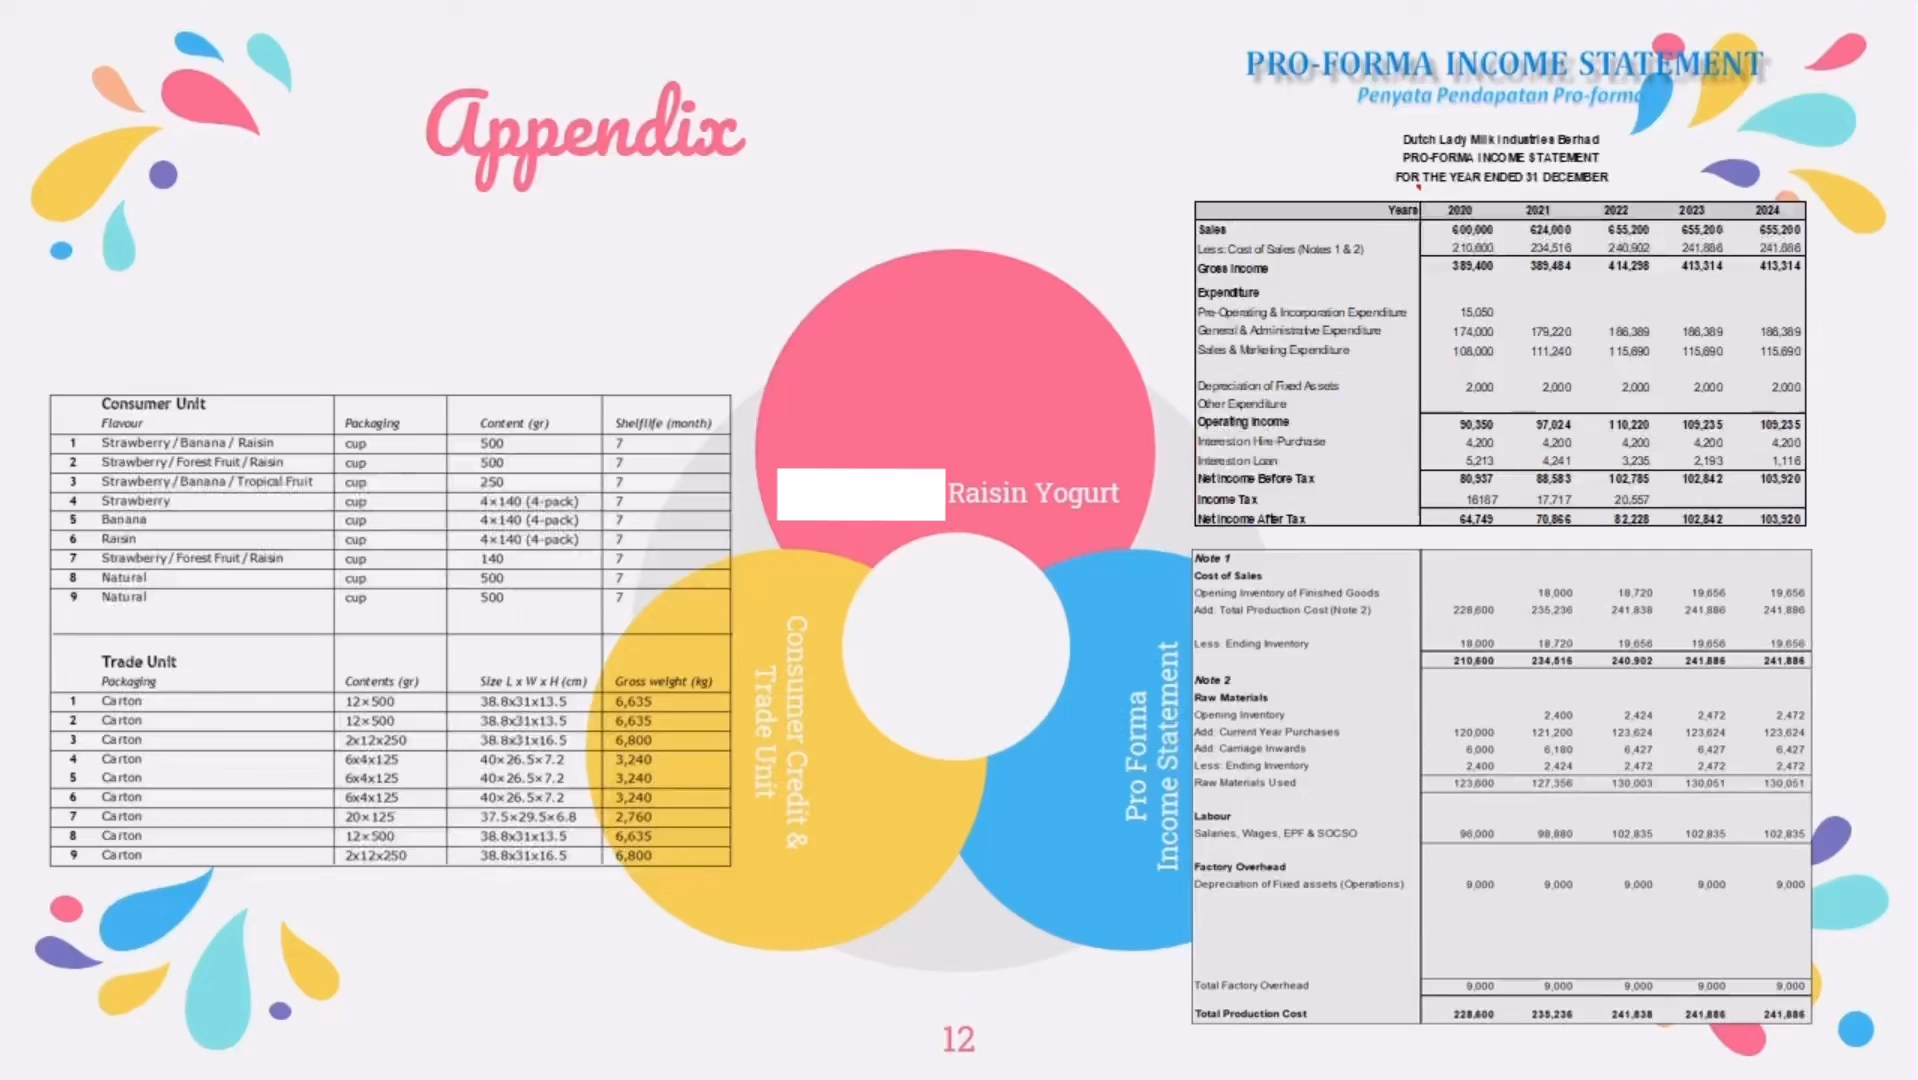 Appendix
PRO-FORMA INCOME STATEMENT
Penyata Pendapatan Pro-forma
Dutch Lady Milk Industries Berhad
PRO-FORMA INCOME STATEMENT
FOR THE YEAR ENDED 31 DECEMBER
Years 2020 2021 2022 2023 2024
Sales 600,000 624,000 655,200 655,200 655,200
Less: Cost of Sales (Notes 1 & 2) 210,600 234,516 240,902 241,886 241,886
Gross Income 389,400 389,484 414,298 413,314 413,314
Expenditure
Pre-Operating & Incorporation Expenditure 15,050
General & Administrative Expenditure 174,000 179,220 186,389 186,389 186,389
Sales & Marketing Expenditure 108,000 111,240 115,690 115,690 115,690
Depreciation of Fixed Assets 2,000 2,000 2,000 2,000 2,000
Other Expenditure
Operating Income 90,350 97,024 110,220 109,235 109,235
Interest on Hire-Purchase 4,200 4,200 4,200 4,200 4,200
Interest on Loan 5,213 4,241 3,235 2,193 1,116
Net Income Before Tax 80,937 88,583 102,785 102,842 103,920
Income Tax 16187 17,717 20,557
Net Income After Tax 64,749 70,866 82,228 102,842 103,920
Note 1
Cost of Sales
Opening Inventory of Finished Goods 18,000 18,720 19,656 19,656
Add: Total Production Cost (Note 2) 228,600 235,236 241,838 241,886 241,886
Less: Ending Inventory 18,000 18,720 19,656 19,656 19,656
210,600 234,516 240,902 241,886 241,886
Note 2
Raw Materials
Opening Inventory 2,400 2,424 2,472 2,472
Add: Current Year Purchases 120,000 121,200 123,624 123,624 123,624
Add: Carriage Inwards 6,000 6,180 6,427 6,427 6,427
Less: Ending Inventory 2,400 2,424 2,472 2,472 2,472
Raw Materials Used 123,600 127,356 130,003 130,051 130,051
Labour
Salaries, Wages, EPF & SOCSO 96,000 98,880 102,835 102,835 102,835
Factory Overhead
Depreciation of Fixed assets (Operations) 9,000 9,000 9,000 9,000 9,000
Total Factory Overhead 9,000 9,000 9,000 9,000 9,000
Total Production Cost 228,600 235,236 241,838 241,886 241,886
Consumer Unit
Flavour Packaging Content (gr) Shelflife (month)
1 Strawberry / Banana / Raisin cup 500 7
2 Strawberry / Forest Fruit / Raisin cup 500 7
3 Strawberry / Banana / Tropical Fruit cup 250 7
4 Strawberry cup 4×140 (4-pack) 7
5 Banana cup 4×140 (4-pack) 7
6 Raisin cup 4×140 (4-pack) 7
7 Strawberry / Forest Fruit / Raisin cup 140 7
8 Natural cup 500 7
9 Natural cup 500 7
Trade Unit
Packaging Contents (gr) Size L x W x H (cm) Gross weight (kg)
1 Carton 12×500 38.8x31x13.5 6,635
2 Carton 12×500 38.8x31x13.5 6,635
3 Carton 2x12x250 38.8x31x16.5 6,800
4 Carton 6x4x125 40×26.5×7.2 3,240
5 Carton 6x4x125 40×26.5×7.2 3,240
6 Carton 6x4x125 40×26.5×7.2 3,240
7 Carton 20×125 37.5×29.5×6.8 2,760
8 Carton 12×500 38.8x31x13.5 6,635
9 Carton 2x12x250 38.8x31x16.5 6,800
Raisin Yogurt
Consumer Credit &
Trade Unit
Pro Forma
Income Statement
12